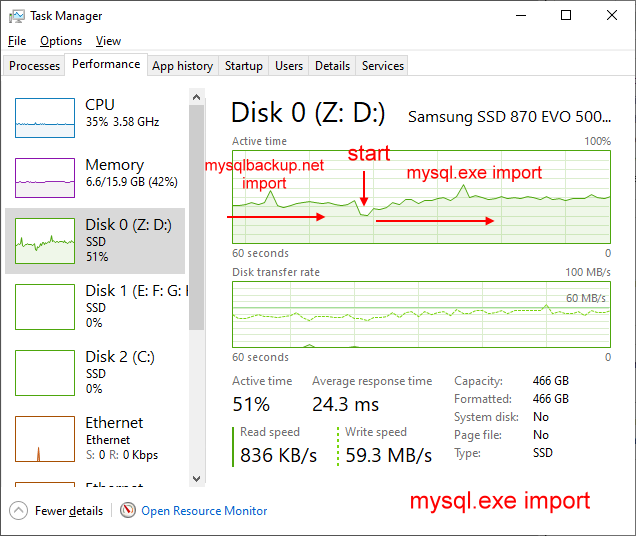 Task Manager
File Options View
Processes Performance App history Startup Users Details Services
CPU
35% 3.58 GHz
Memory
6.6/15.9 GB (42%)
Disk 0 (Z: D:)
SSD
51%
Disk 1 (E: F: G: H
SSD
0%
Disk 2 (C:)
SSD
0%
Ethernet
Ethernet
S: 0 R: 0 Kbps
Disk 0 (Z: D:)
Samsung SSD 870 EVO 500...
Active time 100%
mysqlbackup.net
import
start
mysql.exe import
60 seconds 0
Disk transfer rate 100 MB/s
60 MB/s
60 seconds 0
Active time
51%
Average response time
24.3 ms
Read speed
836 KB/s
Write speed
59.3 MB/s
Capacity: 466 GB
Formatted: 466 GB
System disk: No
Page file: No
Type: SSD
mysql.exe import
Fewer details
Open Resource Monitor